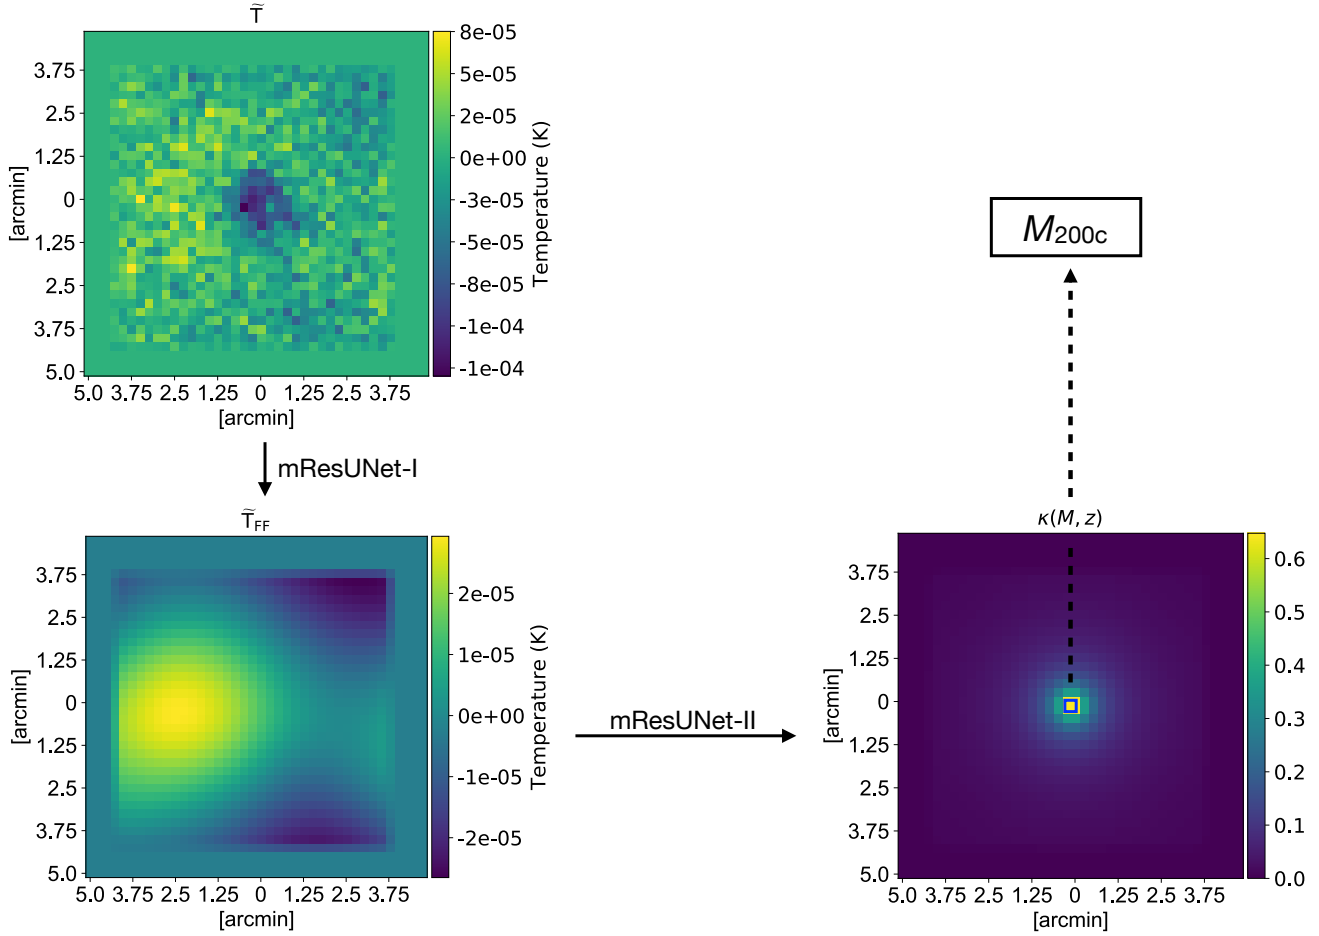 T̃
8e-05
5e-05
2e-05
0e+00
-3e-05
-5e-05
-8e-05
-1e-04
-1e-04
Temperature (K)
3.75
2.5
1.25
0
1.25
2.5
3.75
5.0
[arcmin]
5.0 3.75 2.5 1.25 0 1.25 2.5 3.75
[arcmin]
mResUNet-I
T̃FF
2e-05
1e-05
0e+00
-1e-05
-2e-05
Temperature (K)
3.75
2.5
1.25
0
1.25
2.5
3.75
5.0
[arcmin]
5.0 3.75 2.5 1.25 0 1.25 2.5 3.75
[arcmin]
mResUNet-II
M200c
κ(M, z)
0.6
0.5
0.4
0.3
0.2
0.1
0.0
3.75
2.5
1.25
0
1.25
2.5
3.75
5.0
[arcmin]
5.0 3.75 2.5 1.25 0 1.25 2.5 3.75
[arcmin]